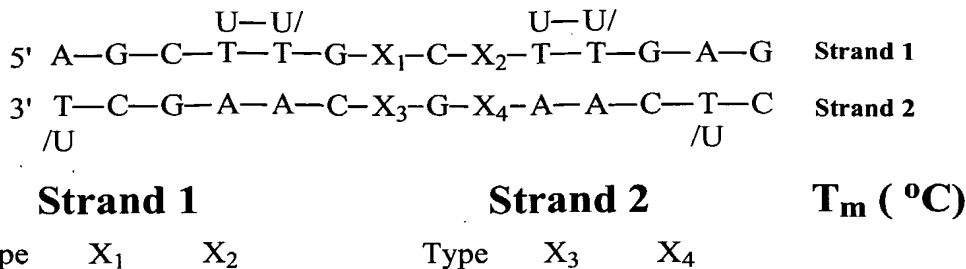 U—U/ U—U/
5' A—G—C—T—T—G—X₁—C—X₂—T—T—G—A—G Strand 1
3' T—C—G—A—A—C—X₃—G—X₄—A—A—C—T—C Strand 2
/U /U
Strand 1 Strand 2 Tₘ ( ⁰C)
pe X₁ X₂ Type X₃ X₄